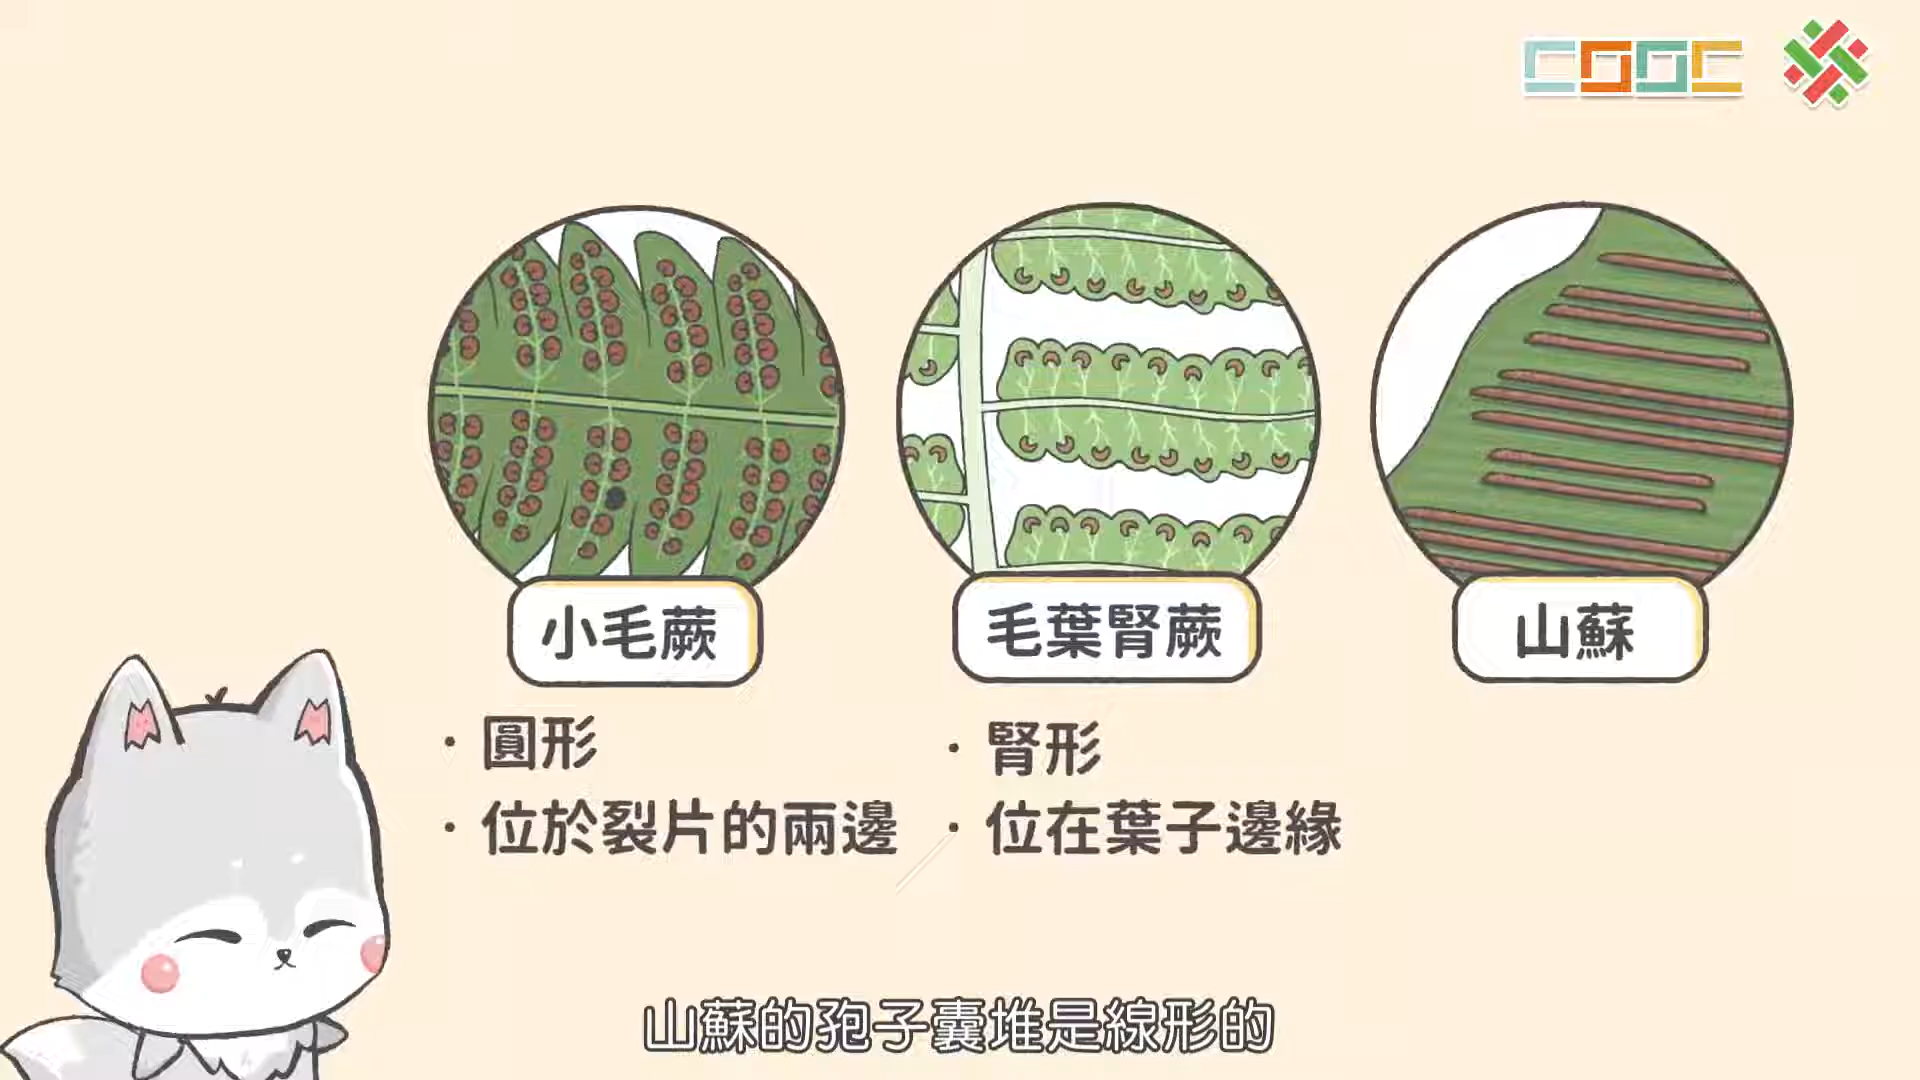 COOC
小毛蕨
毛葉腎蕨
山蘇
· 圓形
· 位於裂片的兩邊
· 腎形
· 位在葉子邊緣
山蘇的孢子囊堆是線形的